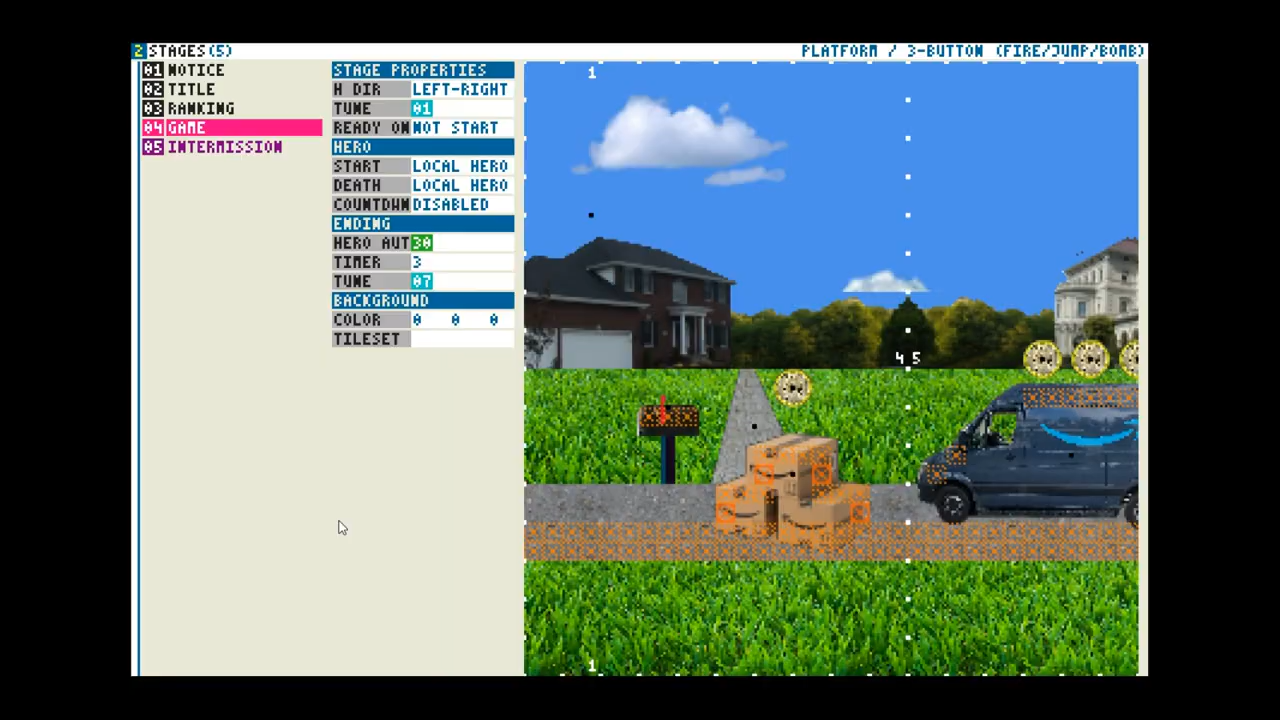 2 STAGES(5) PLATFORM / 3-BUTTON (FIRE/JUMP/BOMB)
01 NOTICE
02 TITLE
03 RANKING
04 GAME
05 INTERMISSION
STAGE PROPERTIES
H DIR LEFT-RIGHT
TUNE 01
READY ON NOT START
HERO
START LOCAL HERO
DEATH LOCAL HERO
COUNTDWN DISABLED
ENDING
HERO AUT 30
TIMER 3
TUNE 07
BACKGROUND
COLOR 0 0 0
TILESET
1
45
1